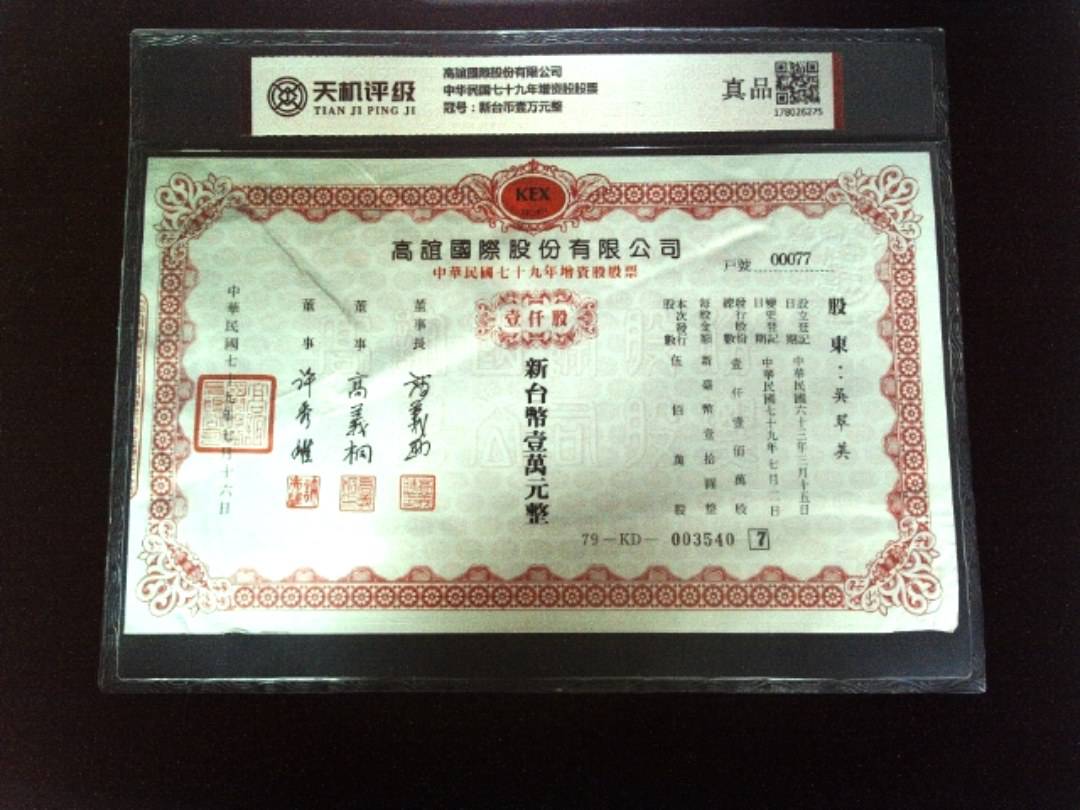 天机评级
TIAN JI PING JI
高誼國際股份有限公司
中华民国七十九年增资股股票
冠号：新台币壹万元整
真品
178026275
KEX
高誼國際股份有限公司
中華民國七十九年增資股股票
戶號 00077
壹仟股
股東：吳翠英
設立登記日期 中華民國六十三年三月十五日
變更登記日期 中華民國七十九年七月二日
發行股份總數 壹仟壹佰萬股
每股金額 新臺幣壹拾圓整
本次發行股數 伍佰萬股
新台幣壹萬元整
董事長
董事 高義桐
董事 許秀
中華民國七十九年七月十六日
79－KD－ 003540 7